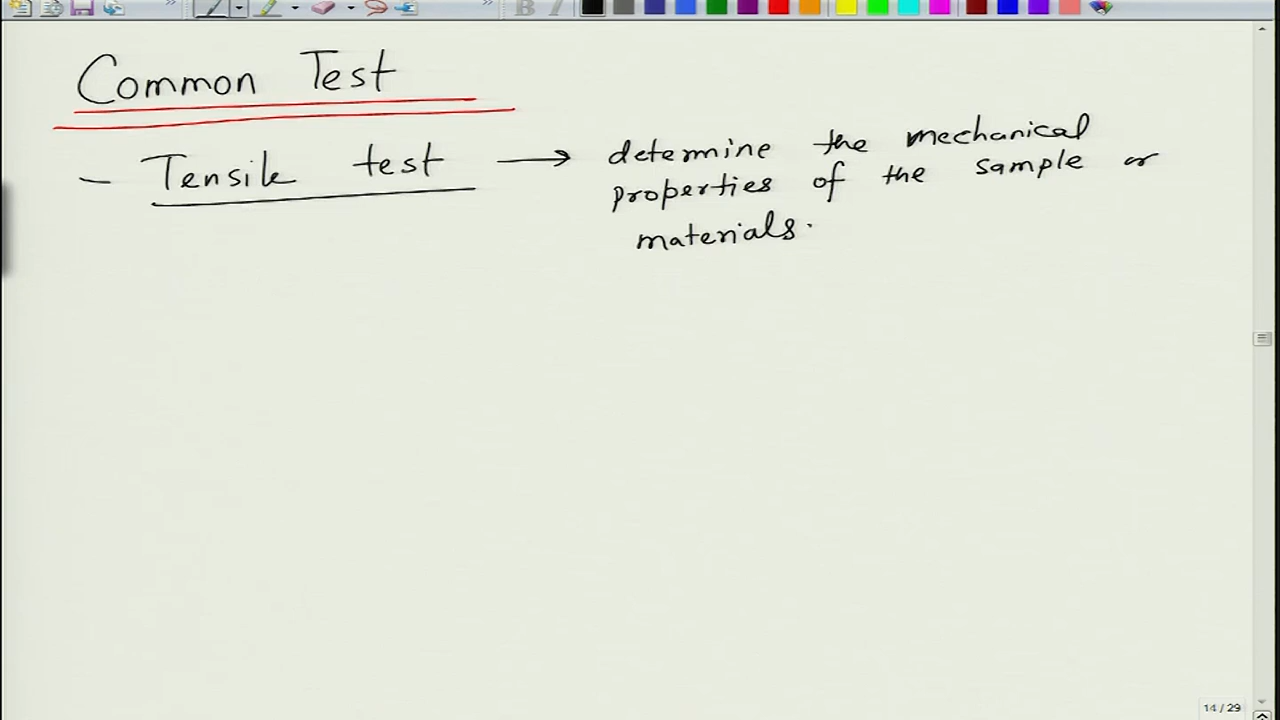 B I
Common Test
- Tensile test → determine the mechanical
properties of the sample or
materials.
14 / 29